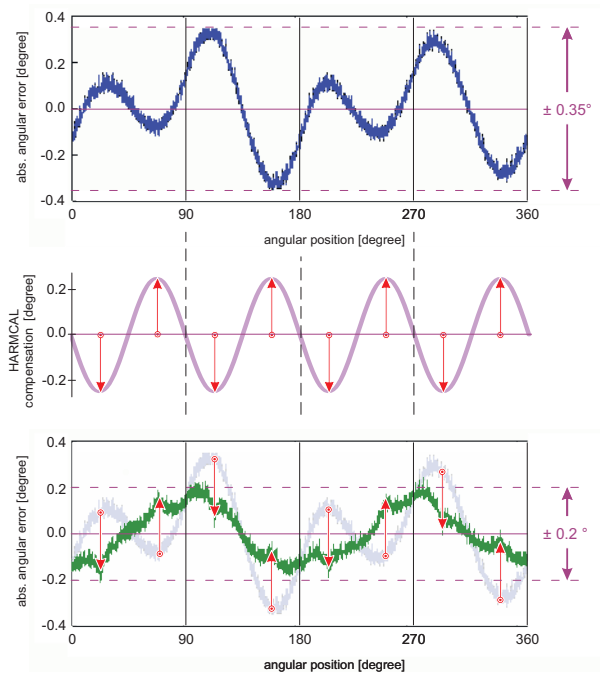 abs. angular error [degree]
0.4
0.2
0.0
-0.2
-0.4
± 0.35°
0 90 180 270 360
angular position [degree]
HARMCAL
compensation [degree]
0.2
0.0
-0.2
abs. angular error [degree]
0.4
0.2
0.0
-0.2
-0.4
± 0.2 °
0 90 180 270 360
angular position [degree]